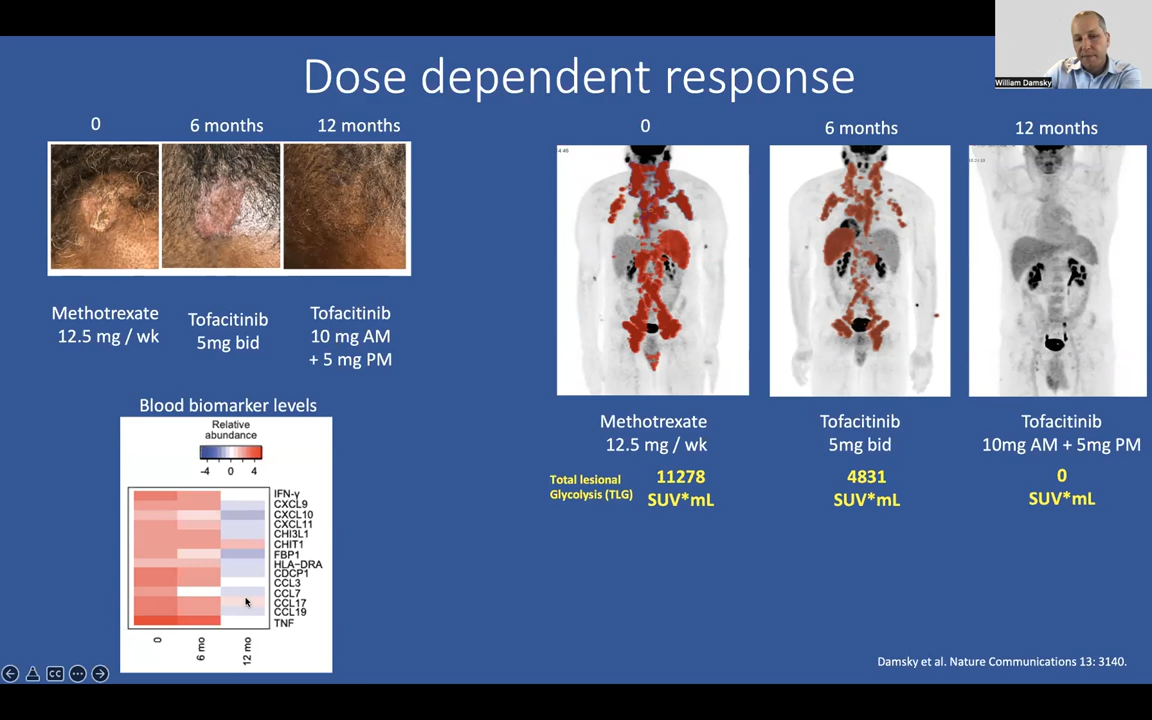 Dose dependent response
William Damsky
0
6 months
12 months
Methotrexate
12.5 mg / wk
Tofacitinib
5mg bid
Tofacitinib
10 mg AM
+ 5 mg PM
Blood biomarker levels
Relative
abundance
-4 0 4
IFN-γ
CXCL9
CXCL10
CXCL11
CHI3L1
CHIT1
FBP1
HLA-DRA
CDCP1
CCL3
CCL7
CCL17
CCL19
TNF
0
6 mo
12 mo
0
6 months
12 months
Methotrexate
12.5 mg / wk
Tofacitinib
5mg bid
Tofacitinib
10mg AM + 5mg PM
Total lesional
Glycolysis (TLG)
11278
SUV*mL
4831
SUV*mL
0
SUV*mL
Damsky et al. Nature Communications 13: 3140.
CC